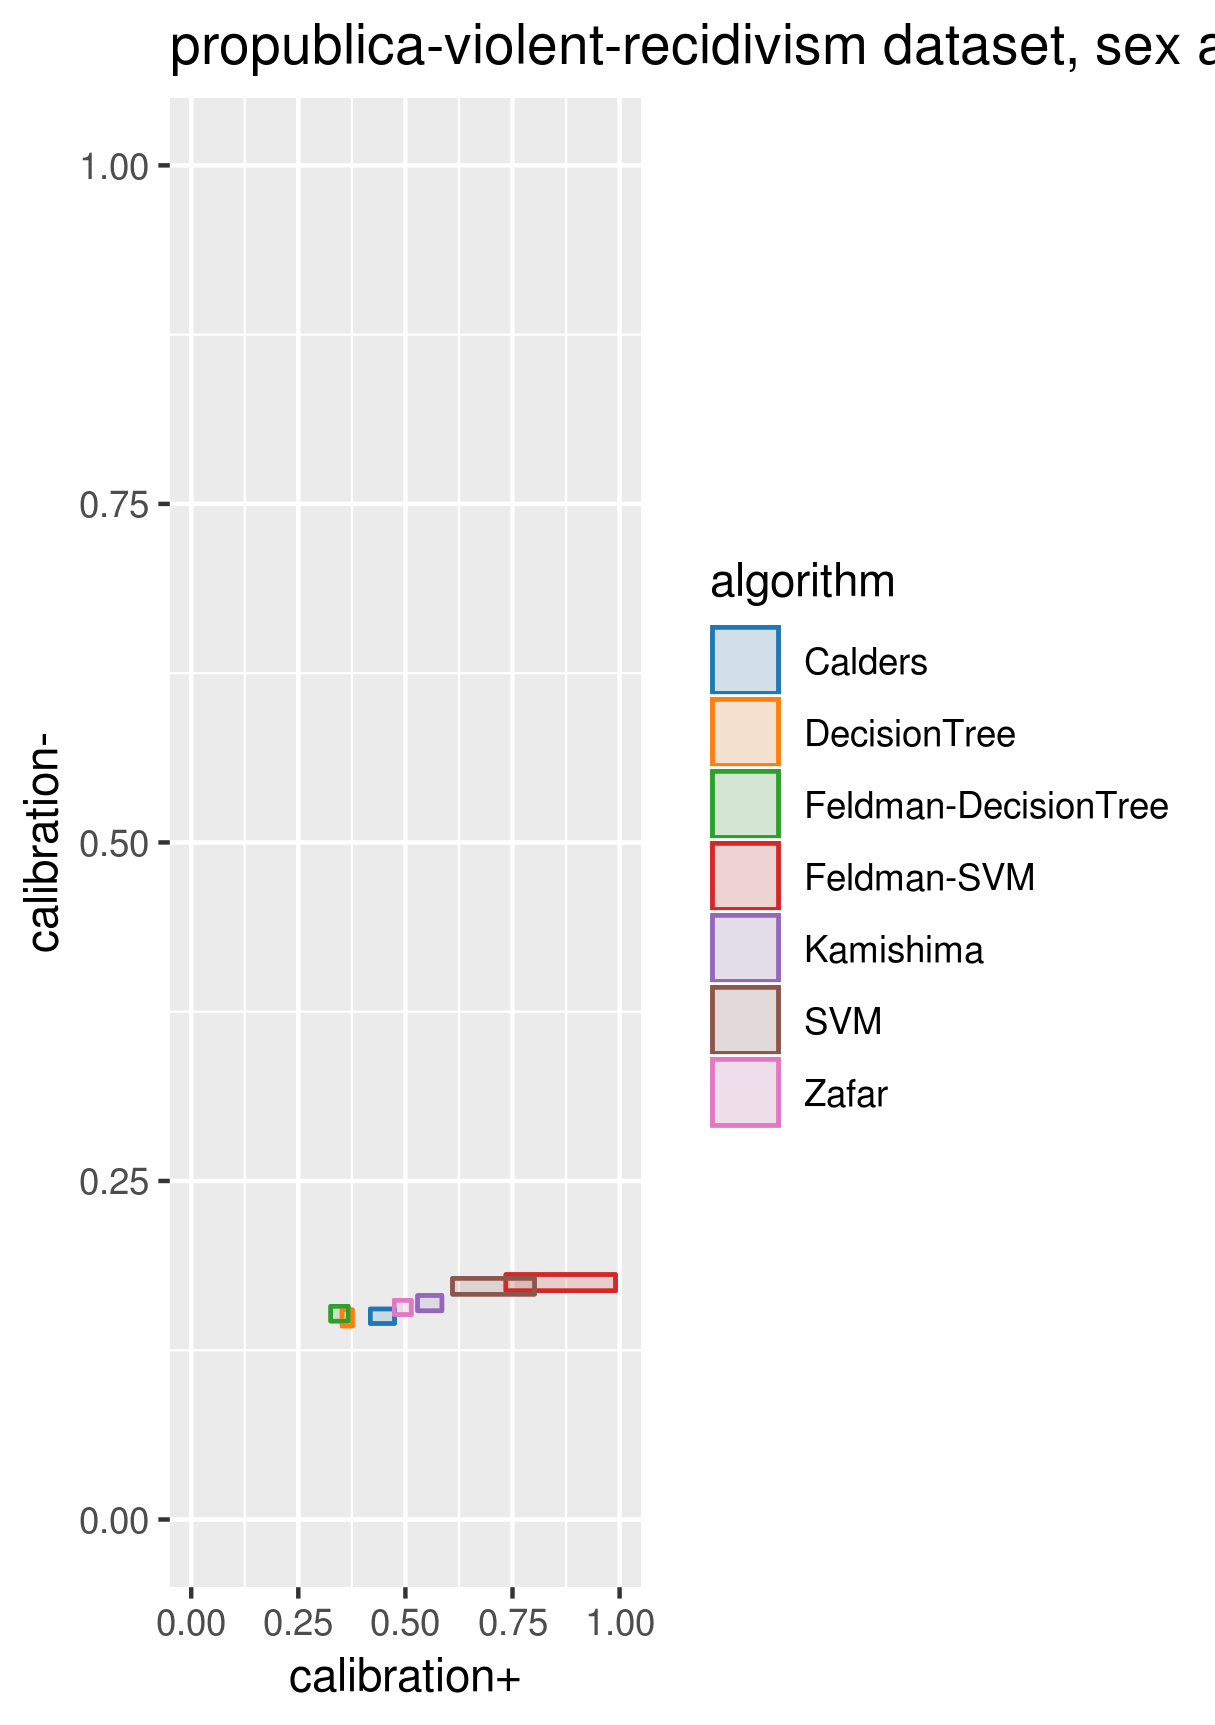 propublica-violent-recidivism dataset, sex
calibration-
1.00
0.75
0.50
0.25
0.00
0.00 0.25 0.50 0.75 1.00
calibration+
algorithm
Calders
DecisionTree
Feldman-DecisionTree
Feldman-SVM
Kamishima
SVM
Zafar